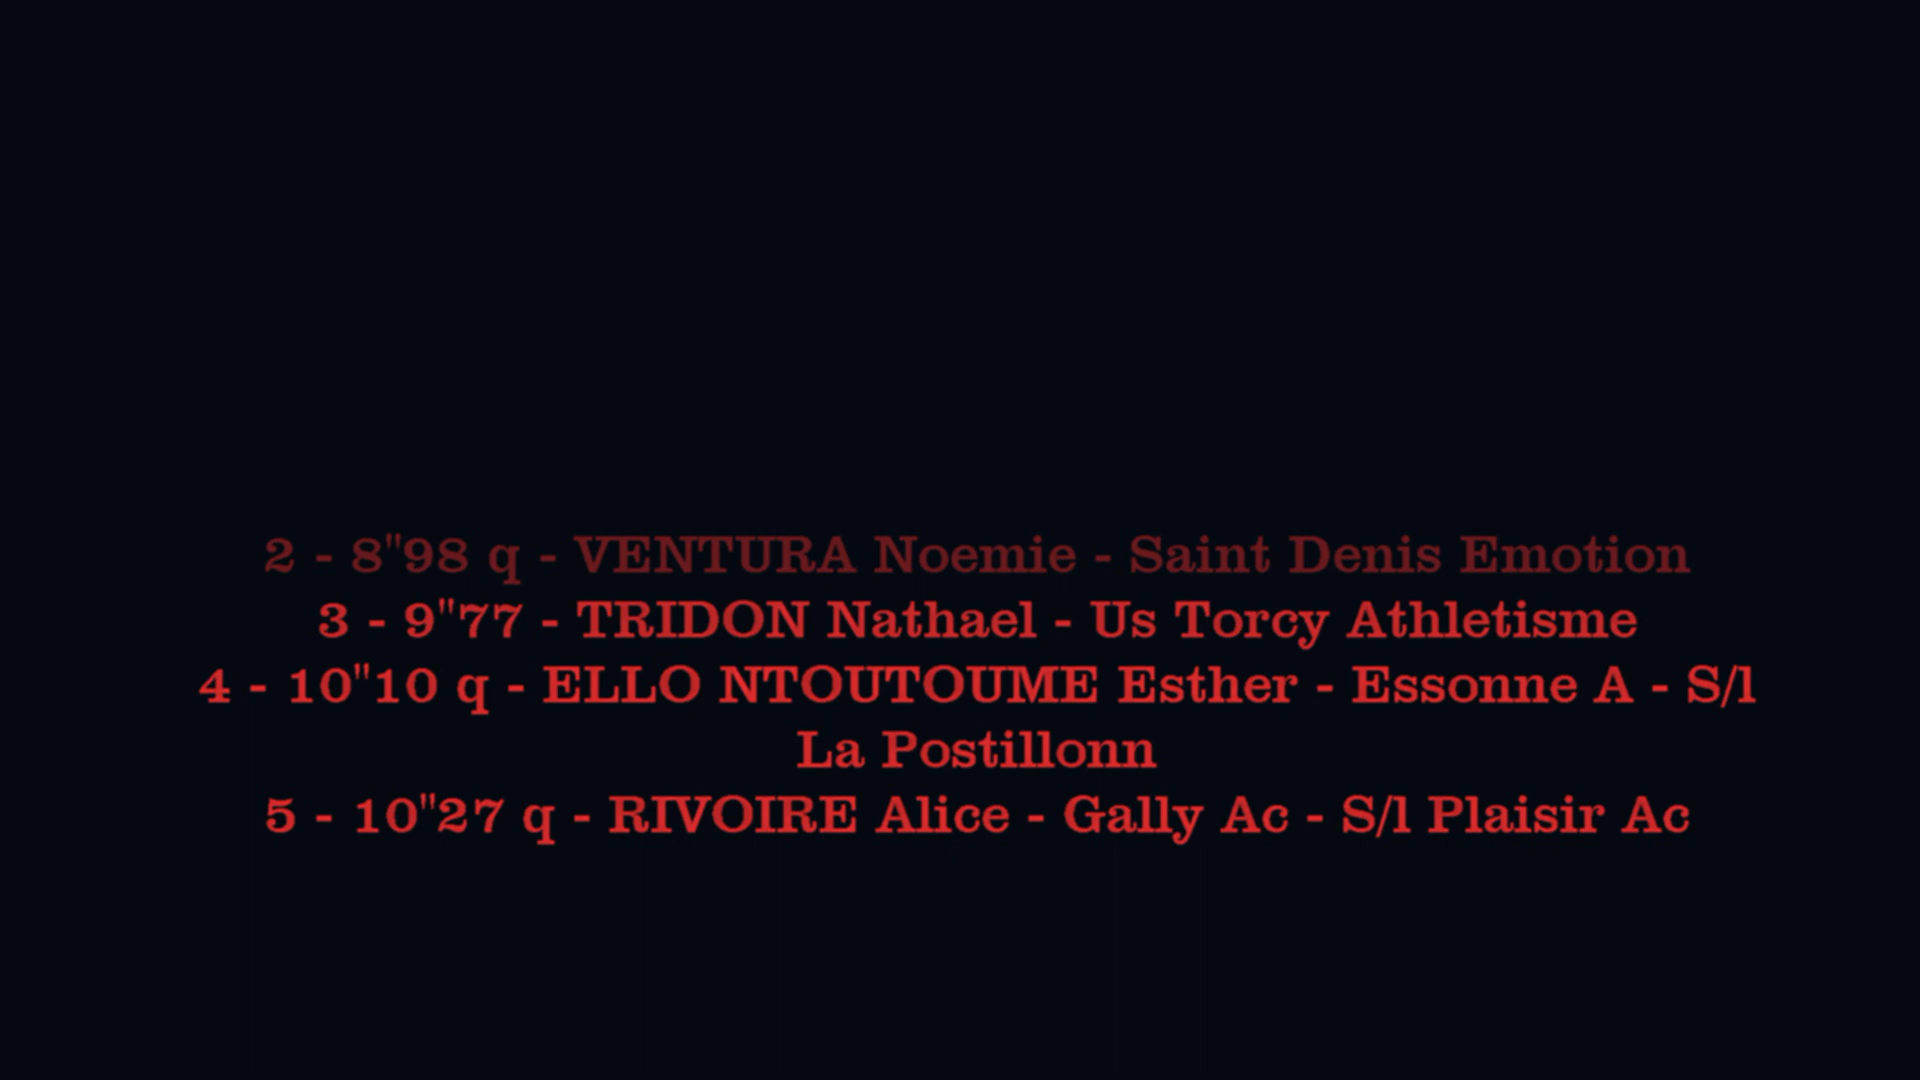 2 - 8"98 q - VENTURA Noemie - Saint Denis Emotion
3 - 9"77 - TRIDON Nathael - Us Torcy Athletisme
4 - 10"10 q - ELLO NTOUTOUME Esther - Essonne A - S/l
La Postillonn
5 - 10"27 q - RIVOIRE Alice - Gally Ac - S/l Plaisir Ac